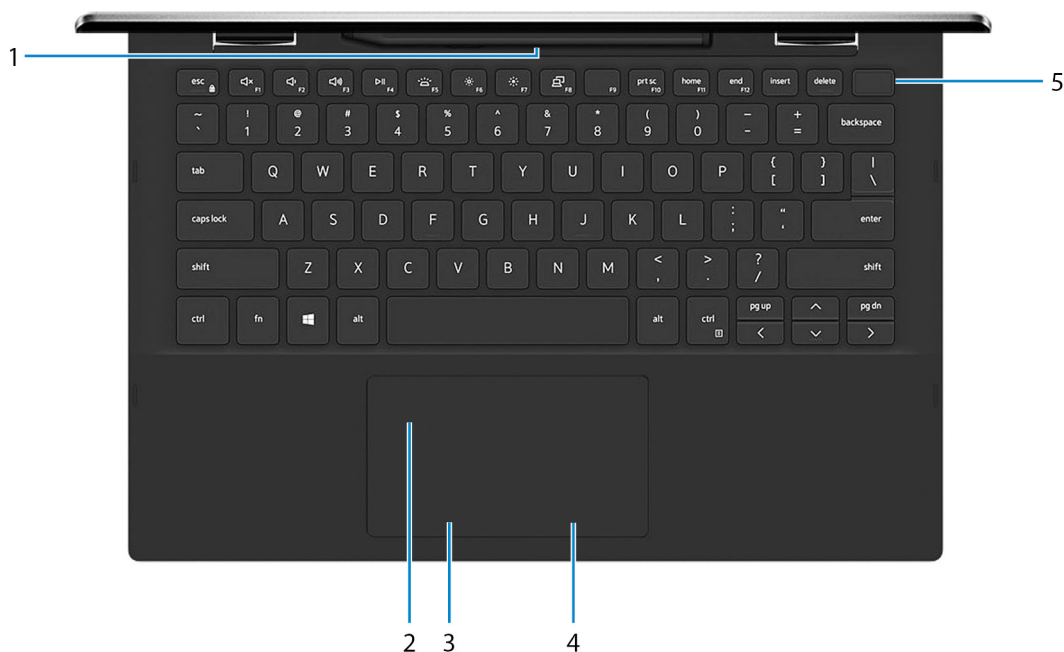 1
5
esc F1 F2 F3 F4 F5 F6 F7 F8 F9 prt sc F10 home F11 end F12 insert delete
~ ` ! 1 @ 2 # 3 $ 4 % 5 ^ 6 & 7 * 8 ( 9 ) 0 _ - + = backspace
tab Q W E R T Y U I O P { [ } ] | \
caps lock A S D F G H J K L : ; " ' enter
shift Z X C V B N M < , > . ? / shift
ctrl fn alt alt ctrl pg up pg dn
2 3 4